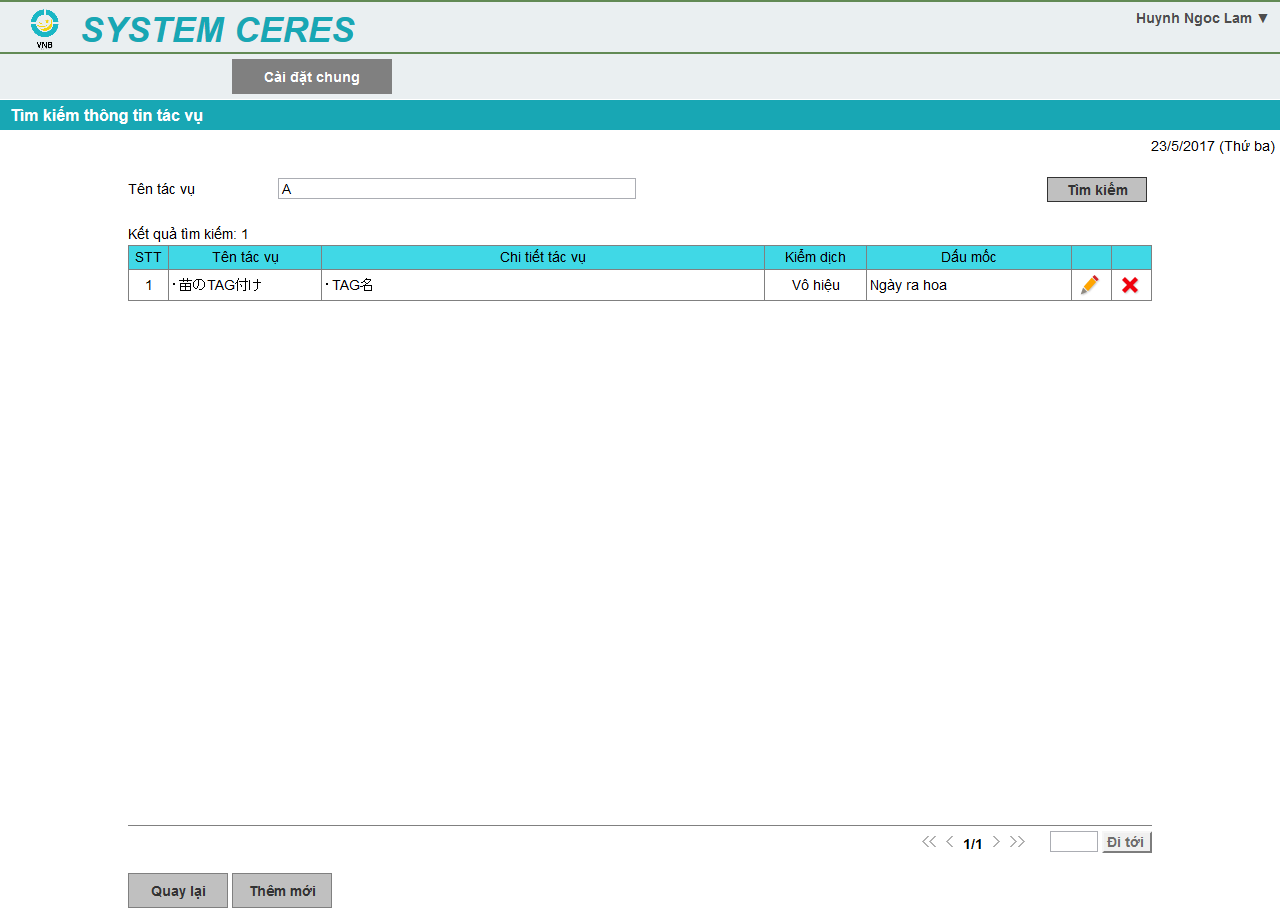 VNB
SYSTEM CERES
Huynh Ngoc Lam ▼
Cài đặt chung
Tìm kiếm thông tin tác vụ
23/5/2017 (Thứ ba)
Tên tác vụ A Tìm kiếm
Kết quả tìm kiếm: 1
STT Tên tác vụ Chi tiết tác vụ Kiểm dịch Dấu mốc
1 ・苗のTAG付け ・TAG名 Vô hiệu Ngày ra hoa
<< < 1/1 > >> Đi tới
Quay lại Thêm mới